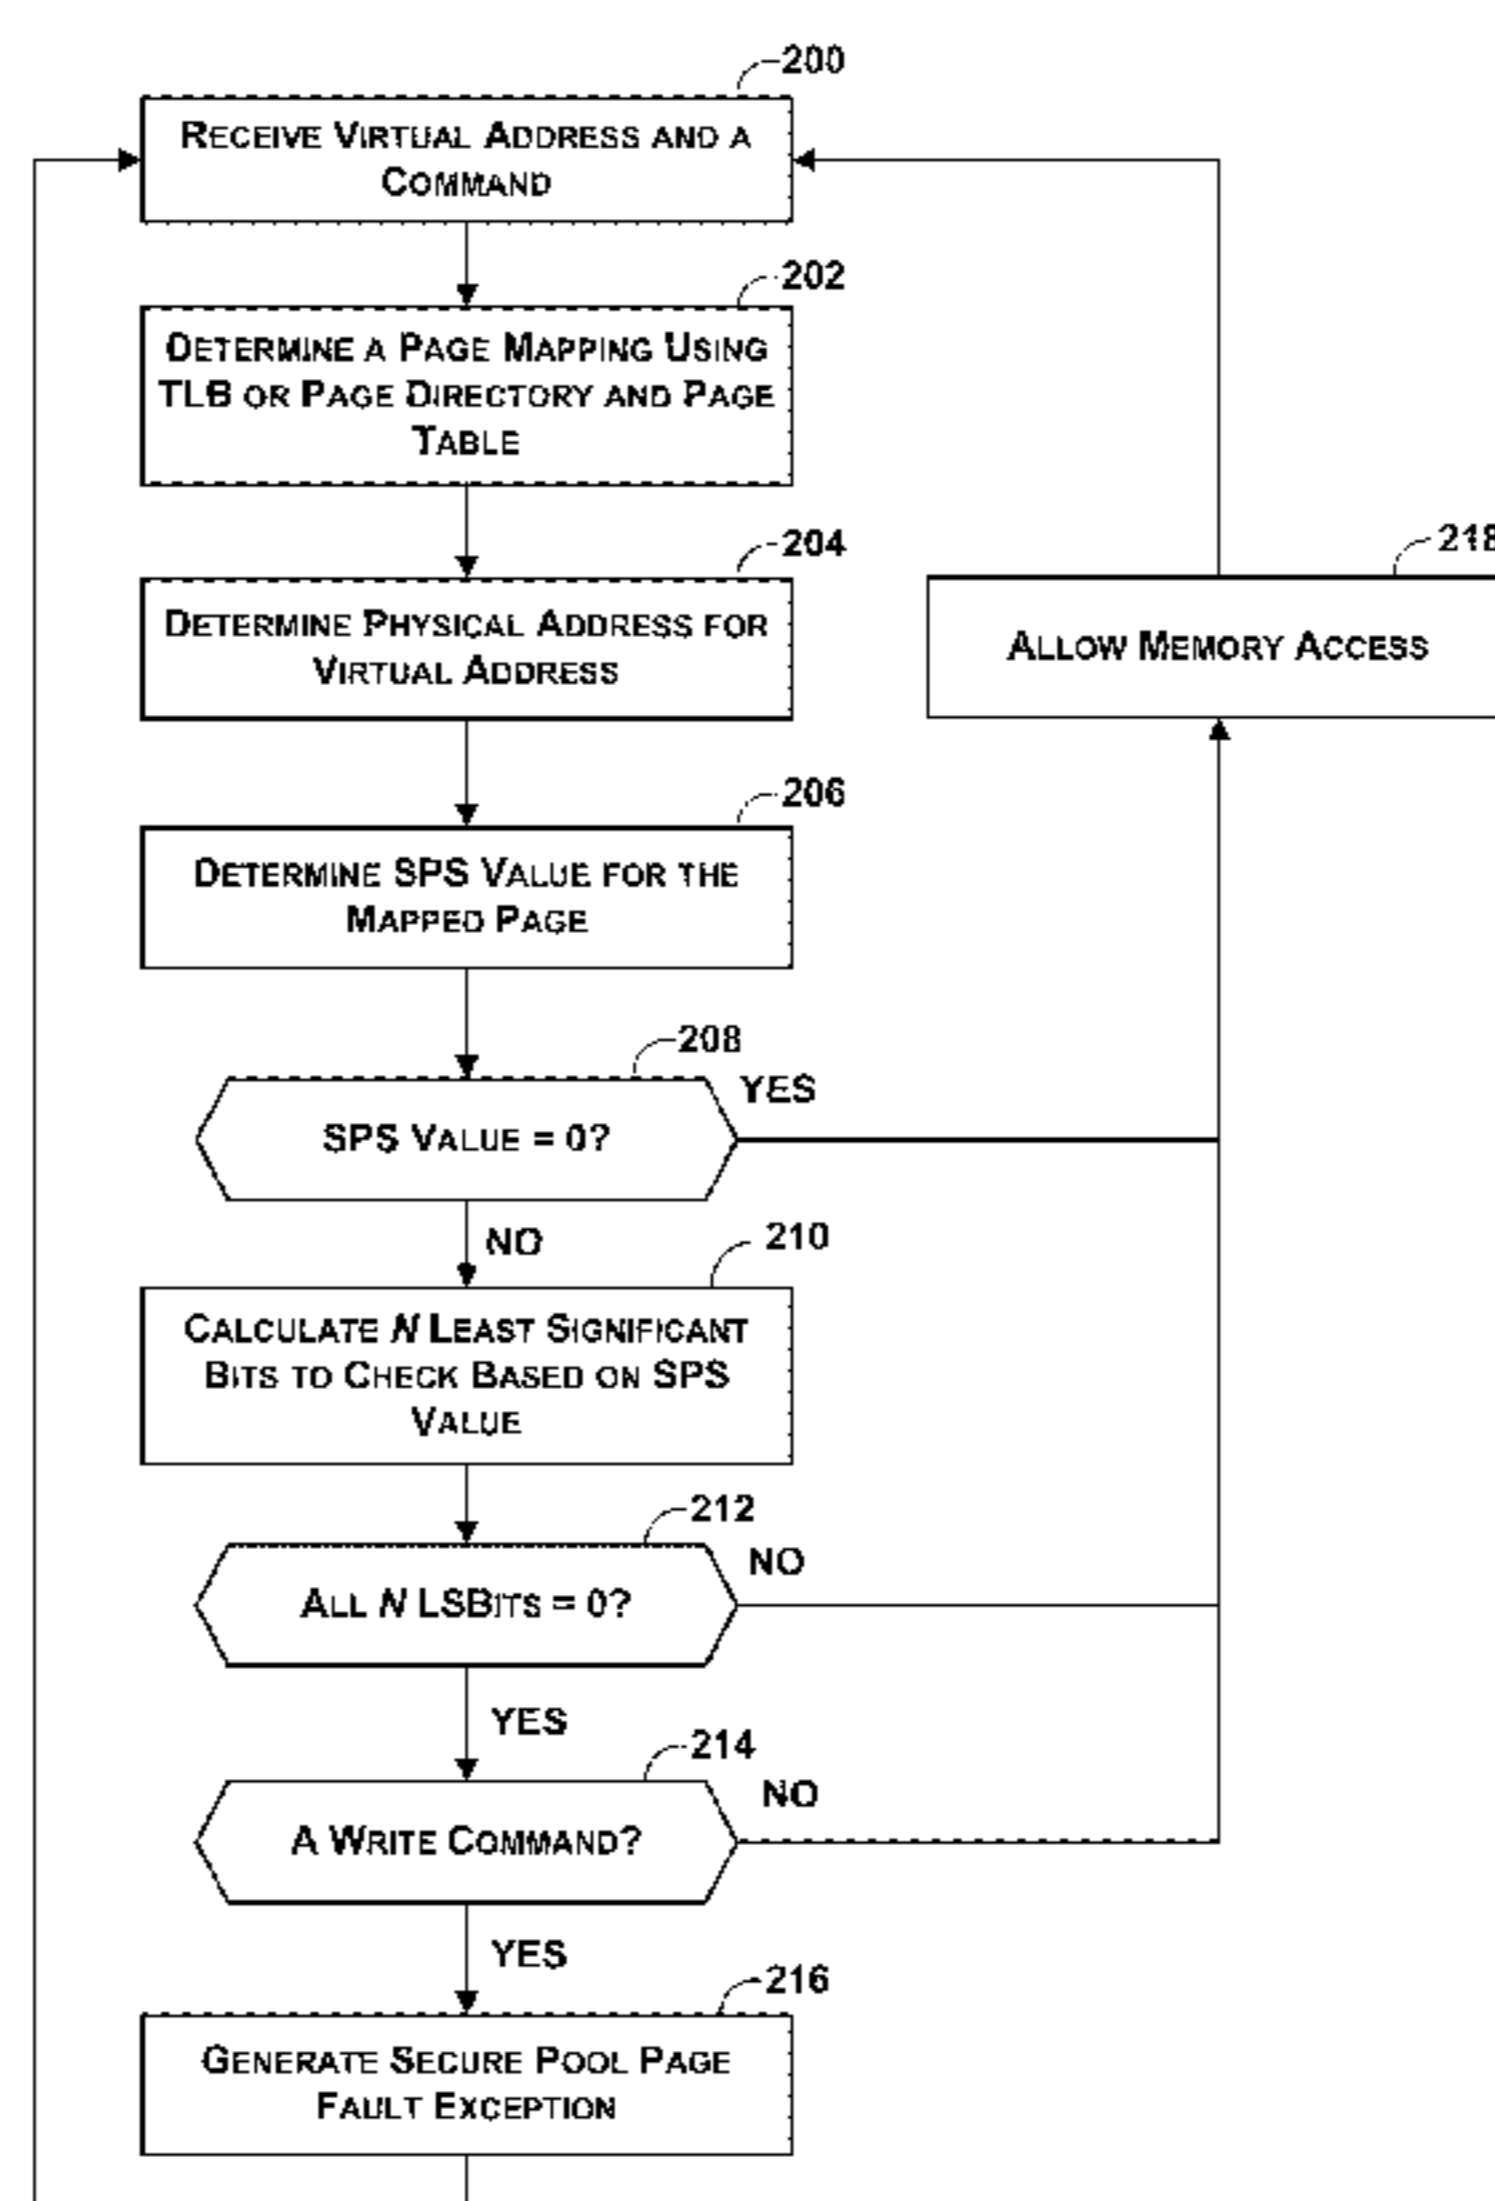 200
RECEIVE VIRTUAL ADDRESS AND A
COMMAND
202
DETERMINE A PAGE MAPPING USING
TLB OR PAGE DIRECTORY AND PAGE
TABLE
204
DETERMINE PHYSICAL ADDRESS FOR
VIRTUAL ADDRESS
218
ALLOW MEMORY ACCESS
206
DETERMINE SPS VALUE FOR THE
MAPPED PAGE
208
SPS VALUE = 0?
YES
NO
210
CALCULATE N LEAST SIGNIFICANT
BITS TO CHECK BASED ON SPS
VALUE
212
ALL N LSBITS = 0?
NO
YES
214
A WRITE COMMAND?
NO
YES
216
GENERATE SECURE POOL PAGE
FAULT EXCEPTION